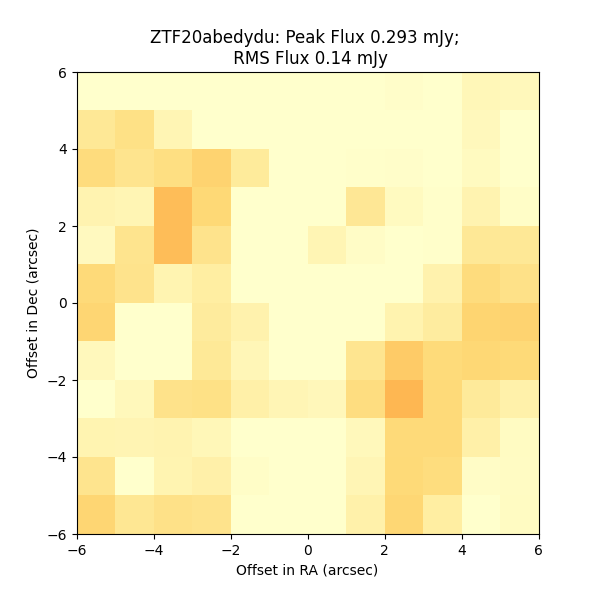 ZTF20abedydu: Peak Flux 0.293 mJy;
RMS Flux 0.14 mJy
6
4
2
0
−2
−4
−6
Offset in Dec (arcsec)
−6 −4 −2 0 2 4 6
Offset in RA (arcsec)